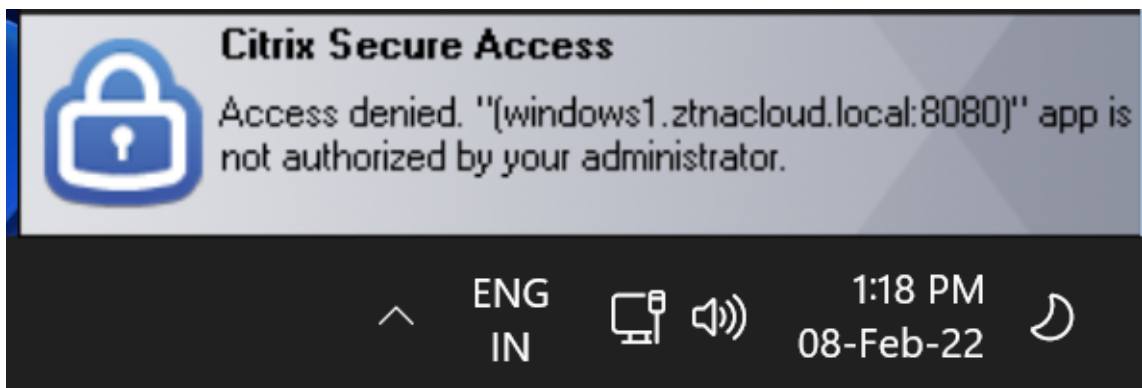 Citrix Secure Access
Access denied. "(windows1.ztnacloud.local:8080)" app is
not authorized by your administrator.
ENG
IN
1:18 PM
08-Feb-22